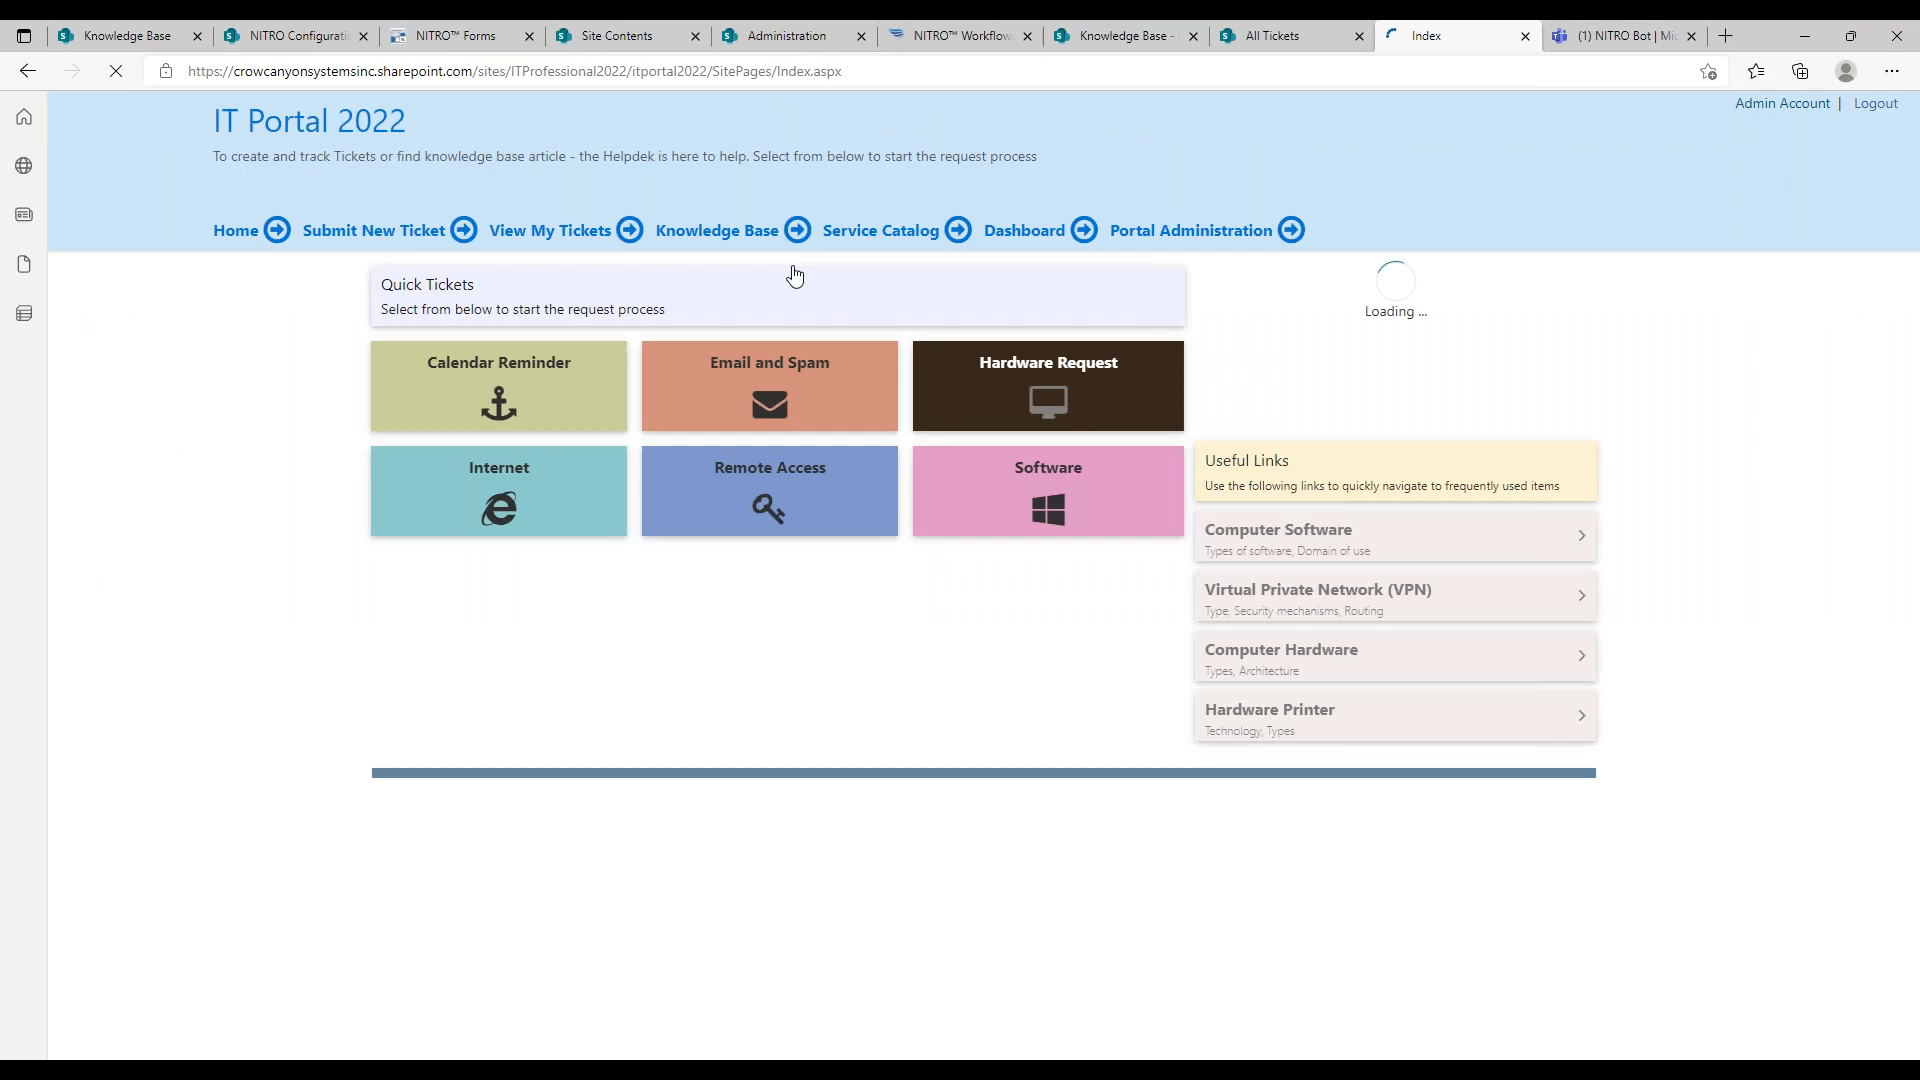 Knowledge Base
NITRO Configurati
NITRO™ Forms
Site Contents
Administration
NITRO™ Workflow
Knowledge Base -
All Tickets
Index
(1) NITRO Bot | Mi
https://crowcanyonsystemsinc.sharepoint.com/sites/ITProfessional2022/itportal2022/SitePages/Index.aspx
Admin Account | Logout
IT Portal 2022
To create and track Tickets or find knowledge base article - the Helpdek is here to help. Select from below to start the request process
Home Submit New Ticket View My Tickets Knowledge Base Service Catalog Dashboard Portal Administration
Quick Tickets
Select from below to start the request process
Loading ...
Calendar Reminder
Email and Spam
Hardware Request
Internet
Remote Access
Software
Useful Links
Use the following links to quickly navigate to frequently used items
Computer Software
Types of software, Domain of use
Virtual Private Network (VPN)
Type, Security mechanisms, Routing
Computer Hardware
Types, Architecture
Hardware Printer
Technology, Types